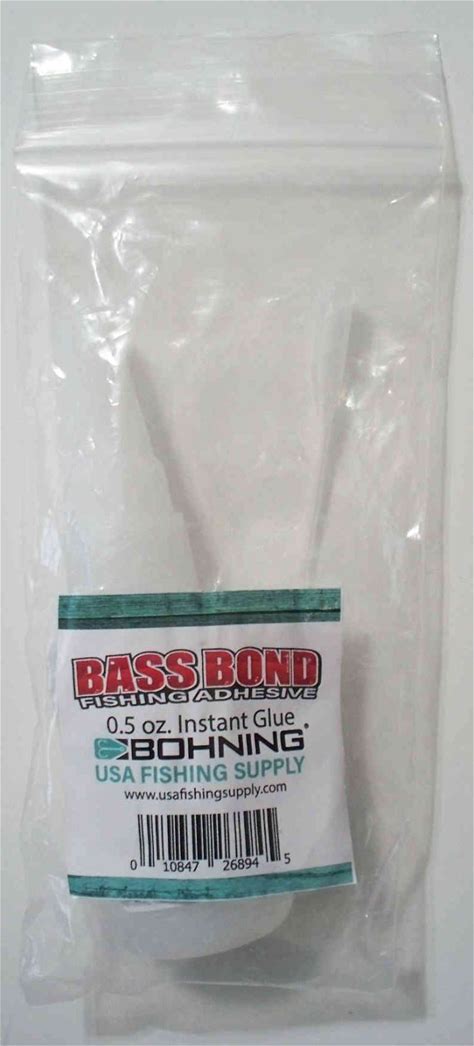 BASS BOND
FISHING ADHESIVE
0.5 oz. Instant Glue
BOHNING®
USA FISHING SUPPLY
www.usafishingsupply.com
0 10847 26894 5